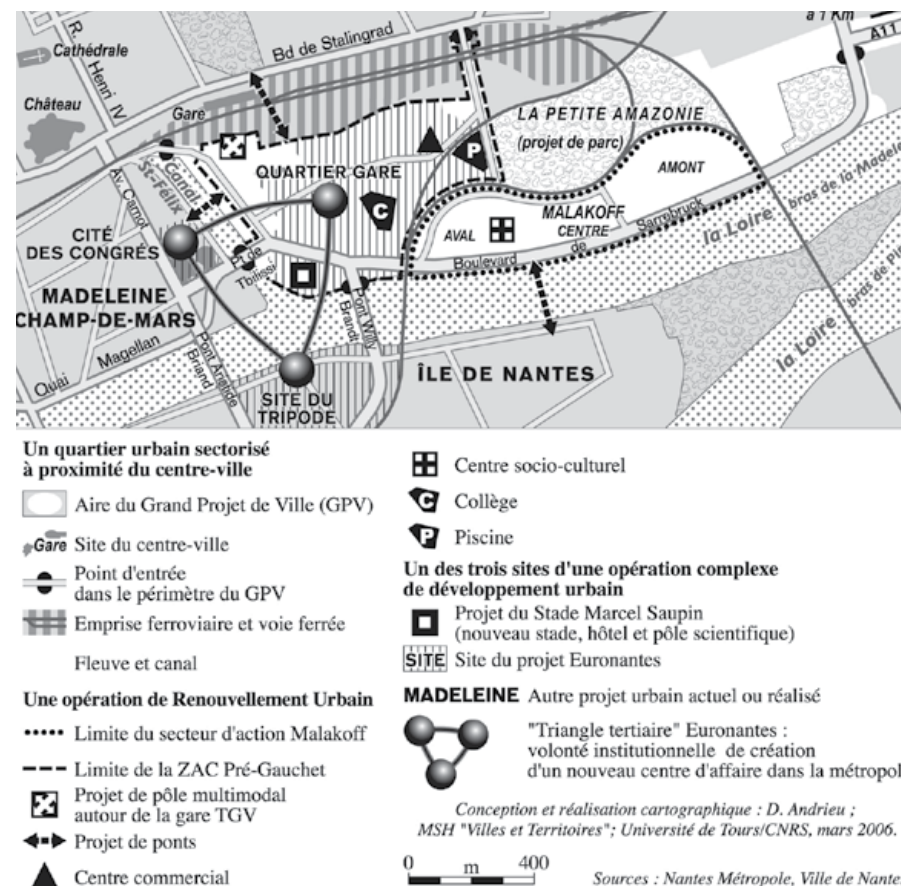 à 1 Km
A11
Cathédrale
R. Henri IV
Bd de Stalingrad
Château
Gare
LA PETITE AMAZONIE
(projet de parc)
P
QUARTIER GARE
AMONT
Canal
St-Félix
C
MALAKOFF
CENTRE
AVAL
Boulevard de Sarrebruck
la Loire
bras de la Madele
Av. Carnot
CITÉ
DES CONGRÉS
Tbilissi
MADELEINE
CHAMP-DE-MARS
Pont Willy
Brandt
la Loire
bras de Pi
Quai Magellan
Pont Aristide
Briand
ÎLE DE NANTES
SITE DU
TRIPODE
Un quartier urbain sectorisé
à proximité du centre-ville
Aire du Grand Projet de Ville (GPV)
Gare Site du centre-ville
Point d'entrée
dans le périmètre du GPV
Emprise ferroviaire et voie ferrée
Fleuve et canal
Une opération de Renouvellement Urbain
Limite du secteur d'action Malakoff
Limite de la ZAC Pré-Gauchet
Projet de pôle multimodal
autour de la gare TGV
Projet de ponts
Centre commercial
Centre socio-culturel
C Collège
P Piscine
Un des trois sites d'une opération complexe
de développement urbain
Projet du Stade Marcel Saupin
(nouveau stade, hôtel et pôle scientifique)
SITE Site du projet Euronantes
MADELEINE Autre projet urbain actuel ou réalisé
"Triangle tertiaire" Euronantes :
volonté institutionnelle de création
d'un nouveau centre d'affaire dans la métropol
Conception et réalisation cartographique : D. Andrieu ;
MSH "Villes et Territoires"; Université de Tours/CNRS, mars 2006.
0 m 400
Sources : Nantes Métropole, Ville de Nante